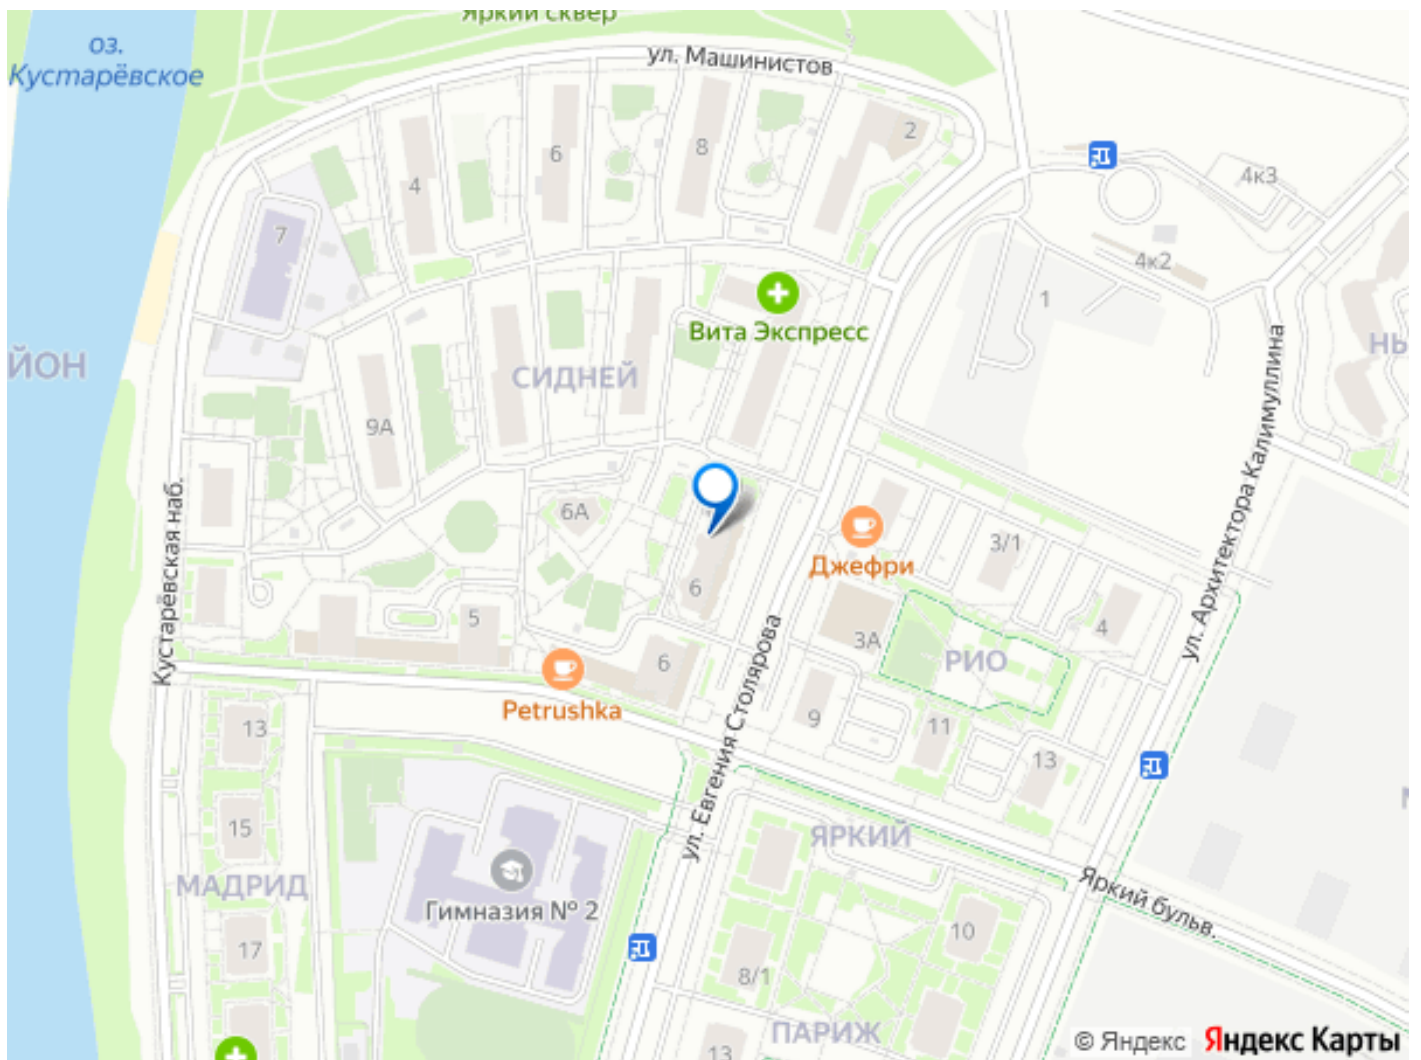 Яркий сквер
оз.
Кустарёвское
ул. Машинистов
2
8
6
4
4к3
7
4к2
1
Вита Экспресс
ЙОН
СИДНЕЙ
НЬ
9А
ул. Архитектора Калимуллина
Кустарёвская наб.
6А
Джефри
3/1
6
5
3А
4
РИО
6
Petrushka
ул. Евгения Столярова
9
11
13
13
15
ЯРКИЙ
МАДРИД
Гимназия № 2
Яркий бульв.
17
10
8/1
ПАРИЖ
13
© Яндекс Яндекс Карты